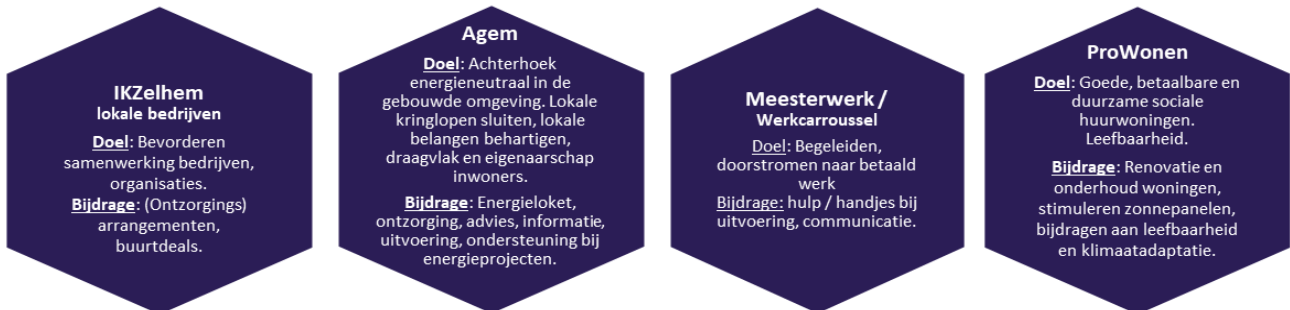 IKZelhem
lokale bedrijven
Doel: Bevorderen
samenwerking bedrijven,
organisaties.
Bijdrage: (Ontzorgings)
arrangementen,
buurtdeals.
Agem
Doel: Achterhoek
energieneutraal in de
gebouwde omgeving. Lokale
kringlopen sluiten, lokale
belangen behartigen,
draagvlak en eigenaarschap
inwoners.
Bijdrage: Energieloket,
ontzorging, advies, informatie,
uitvoering, ondersteuning bij
energieprojecten.
Meesterwerk /
Werkcarroussel
Doel: Begeleiden,
doorstromen naar betaald
werk
Bijdrage: hulp / handjes bij
uitvoering, communicatie.
ProWonen
Doel: Goede, betaalbare en
duurzame sociale
huurwoningen.
Leefbaarheid.
Bijdrage: Renovatie en
onderhoud woningen,
stimuleren zonnepanelen,
bijdragen aan leefbaarheid
en klimaatadaptatie.